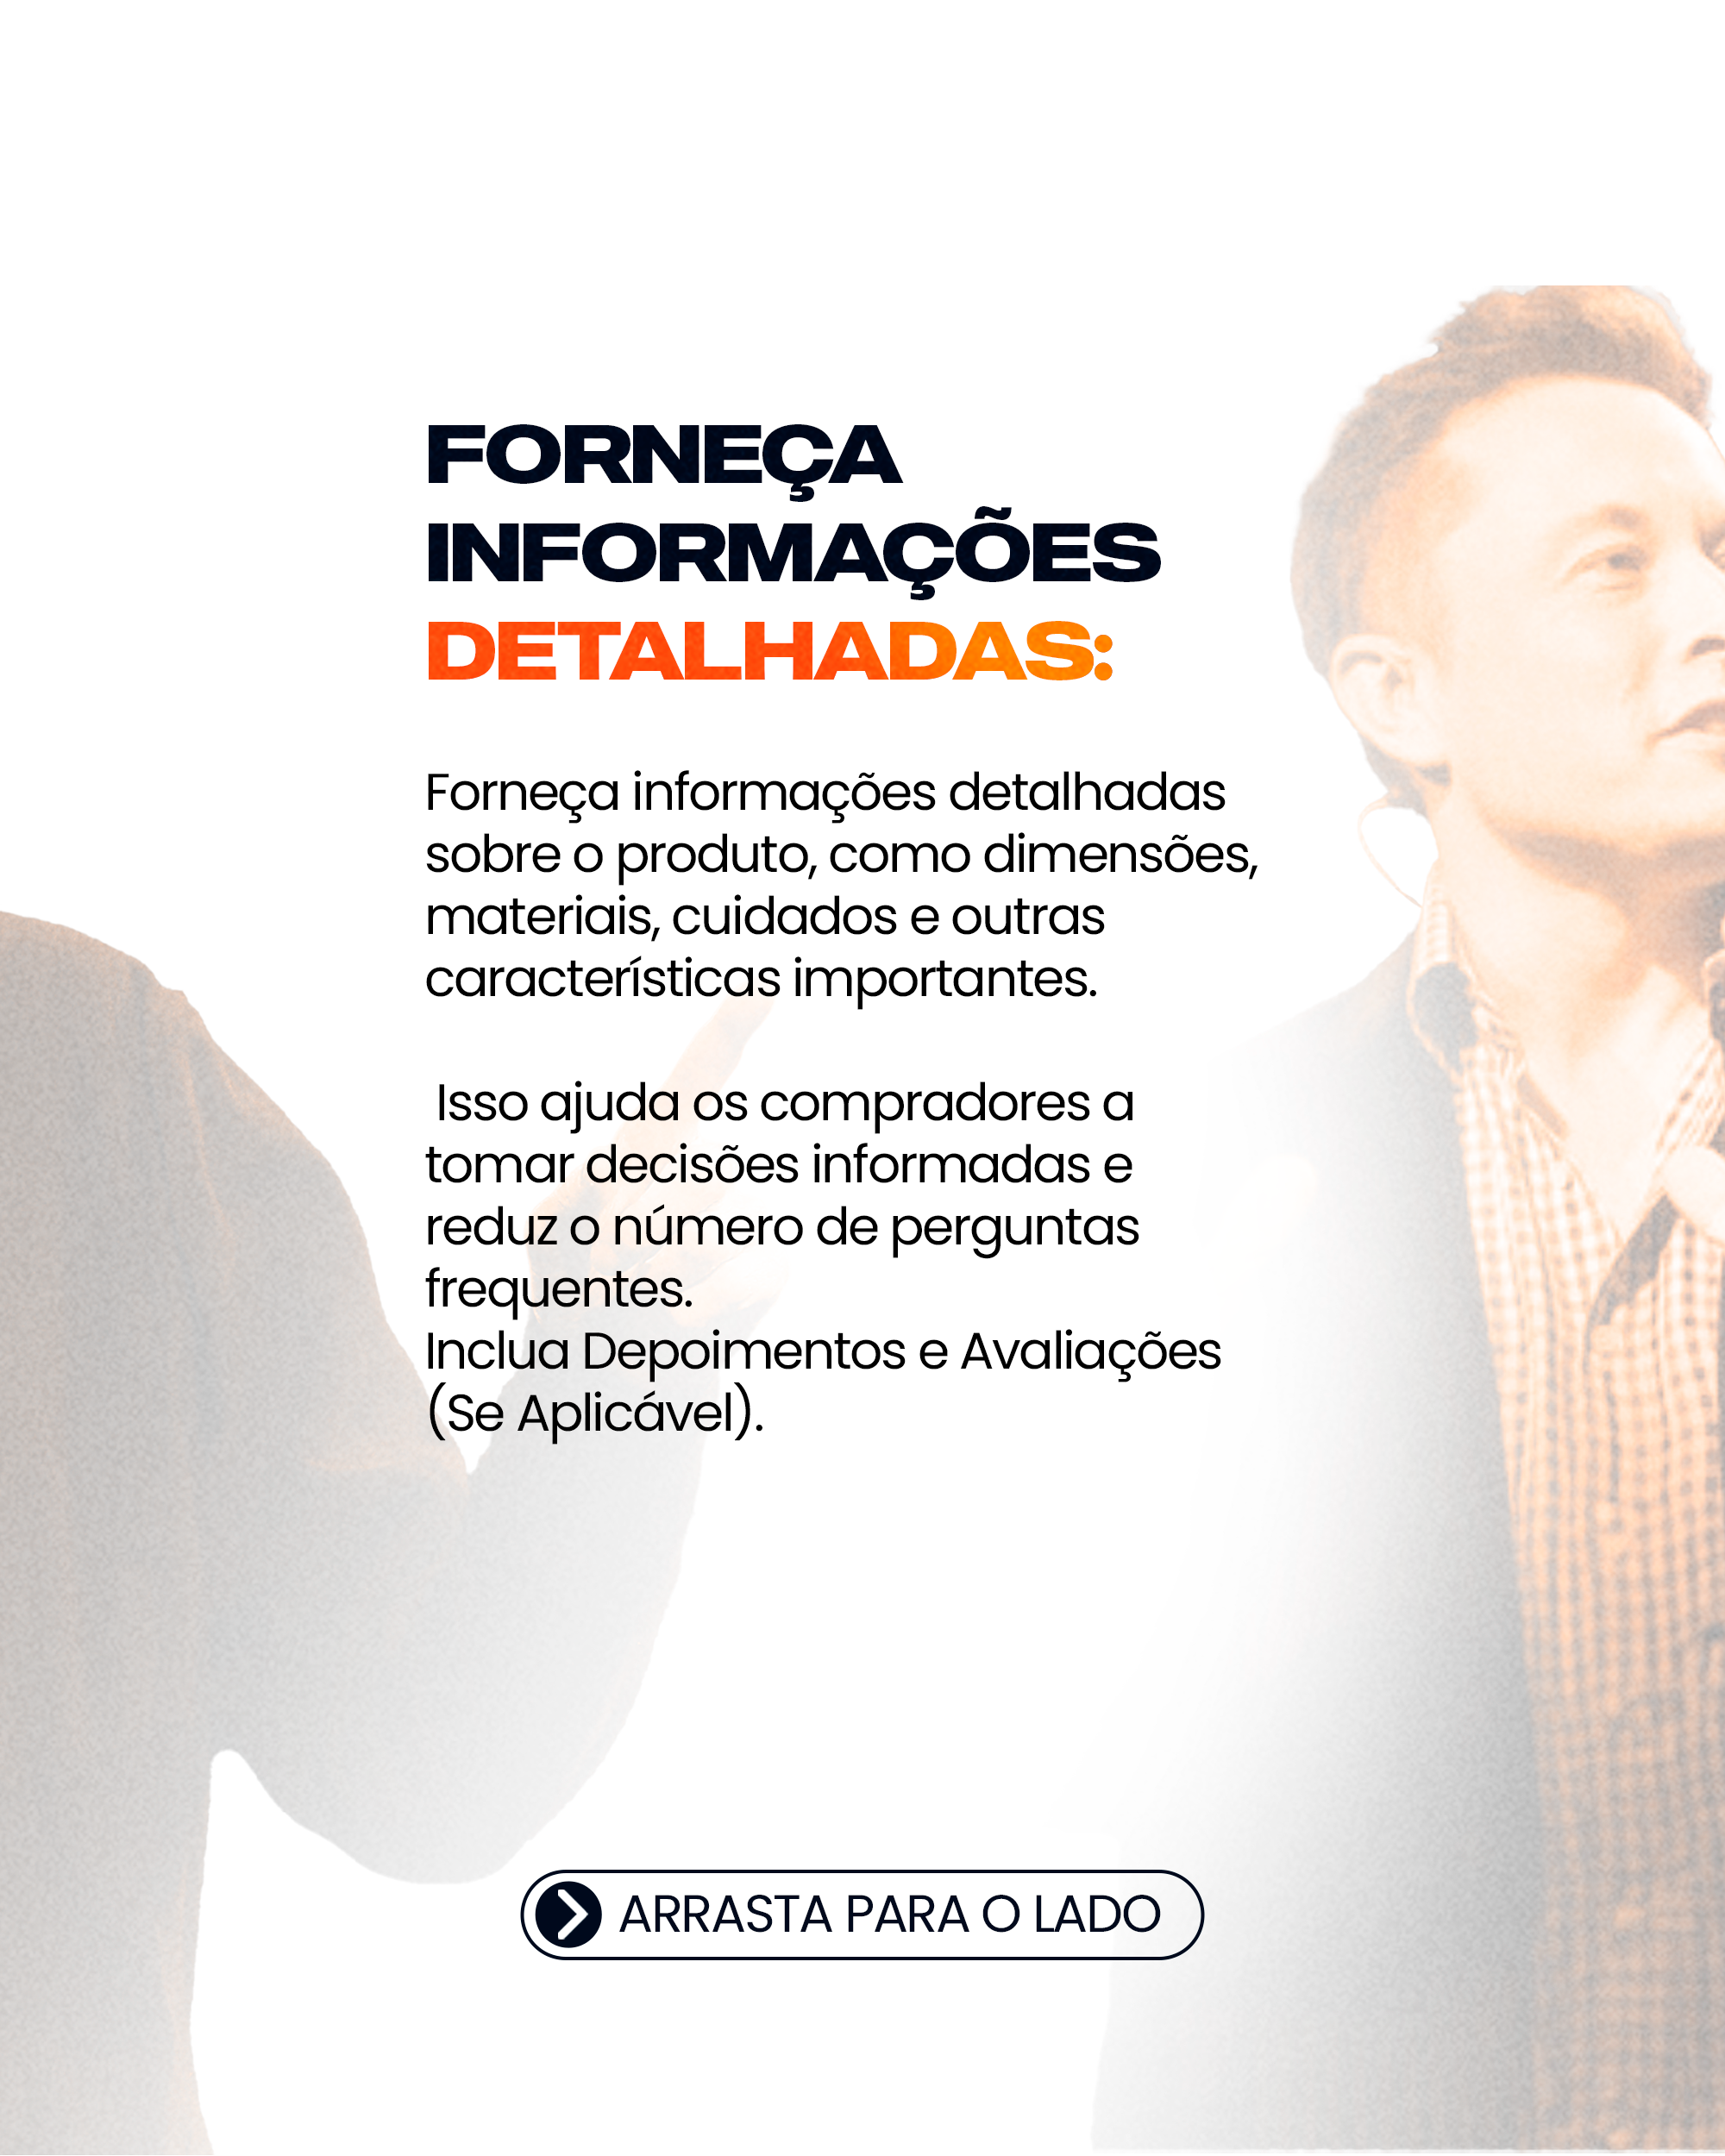 FORNEÇA
INFORMAÇÕES
DETALHADAS:
Forneça informações detalhadas
sobre o produto, como dimensões,
materiais, cuidados e outras
características importantes.
Isso ajuda os compradores a
tomar decisões informadas e
reduz o número de perguntas
frequentes.
Inclua Depoimentos e Avaliações
(Se Aplicável).
ARRASTA PARA O LADO